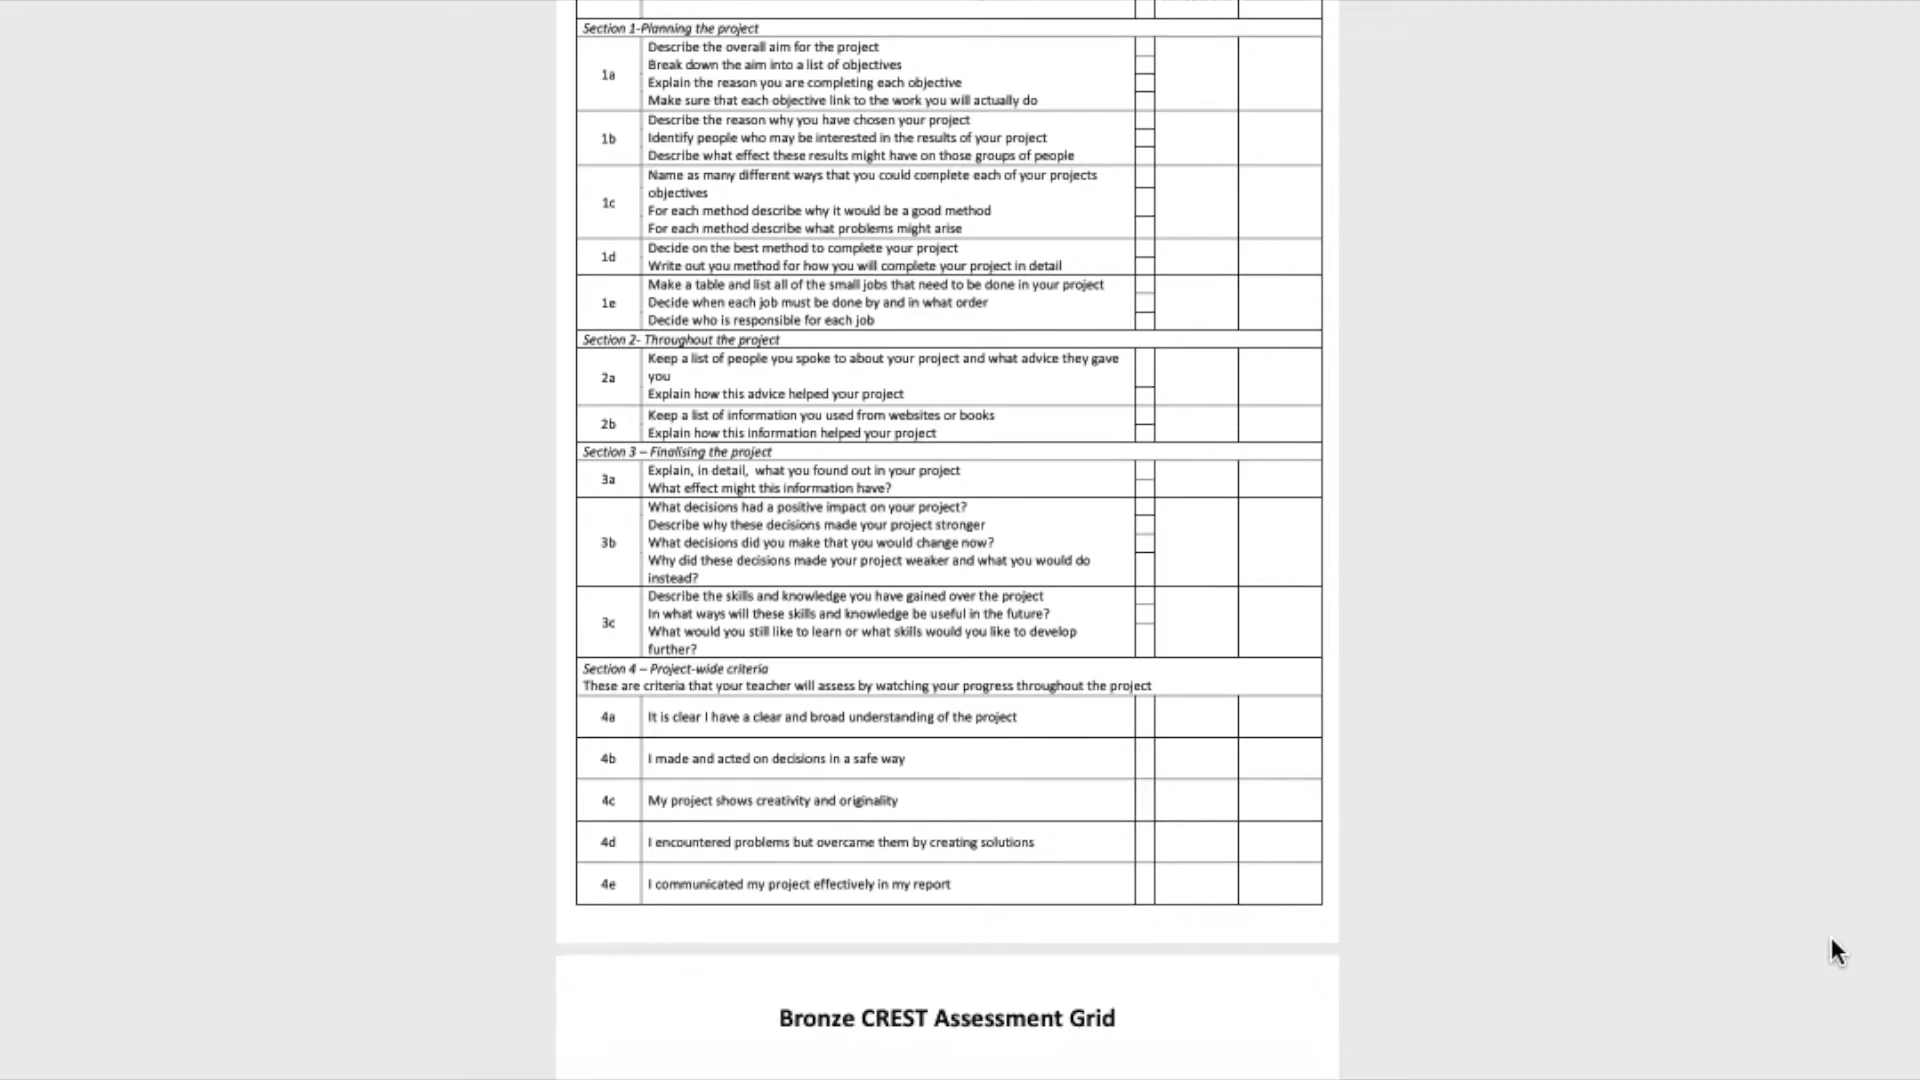 Section 1-Planning the project
1a
Describe the overall aim for the project
Break down the aim into a list of objectives
Explain the reason you are completing each objective
Make sure that each objective link to the work you will actually do
1b
Describe the reason why you have chosen your project
Identify people who may be interested in the results of your project
Describe what effect these results might have on those groups of people
1c
Name as many different ways that you could complete each of your projects
objectives
For each method describe why it would be a good method
For each method describe what problems might arise
1d
Decide on the best method to complete your project
Write out you method for how you will complete your project in detail
1e
Make a table and list all of the small jobs that need to be done in your project
Decide when each job must be done by and in what order
Decide who is responsible for each job
Section 2- Throughout the project
2a
Keep a list of people you spoke to about your project and what advice they gave
you
Explain how this advice helped your project
2b
Keep a list of information you used from websites or books
Explain how this information helped your project
Section 3 – Finalising the project
3a
Explain, in detail, what you found out in your project
What effect might this information have?
3b
What decisions had a positive impact on your project?
Describe why these decisions made your project stronger
What decisions did you make that you would change now?
Why did these decisions made your project weaker and what you would do
instead?
3c
Describe the skills and knowledge you have gained over the project
In what ways will these skills and knowledge be useful in the future?
What would you still like to learn or what skills would you like to develop
further?
Section 4 – Project-wide criteria
These are criteria that your teacher will assess by watching your progress throughout the project
4a It is clear I have a clear and broad understanding of the project
4b I made and acted on decisions in a safe way
4c My project shows creativity and originality
4d I encountered problems but overcame them by creating solutions
4e I communicated my project effectively in my report
Bronze CREST Assessment Grid